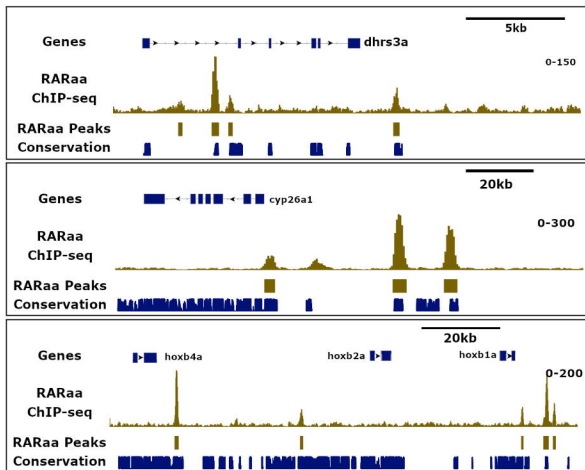 5kb
Genes dhrs3a
0-150
RARaa
ChIP-seq
RARaa Peaks
Conservation
20kb
Genes cyp26a1
0-300
RARaa
ChIP-seq
RARaa Peaks
Conservation
20kb
Genes hoxb4a hoxb2a hoxb1a
0-200
RARaa
ChIP-seq
RARaa Peaks
Conservation